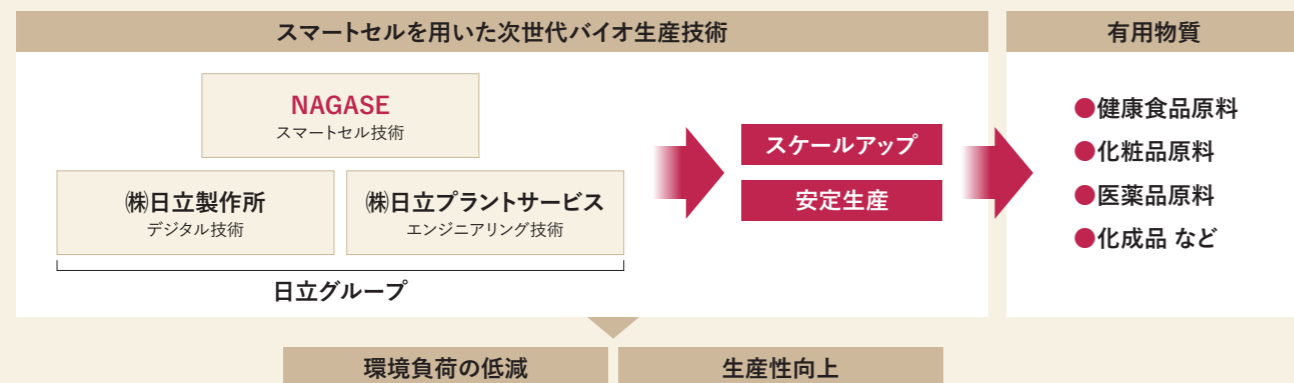 スマートセルを用いた次世代バイオ生産技術
NAGASE
スマートセル技術
㈱日立製作所
デジタル技術
㈱日立プラントサービス
エンジニアリング技術
日立グループ
スケールアップ
安定生産
有用物質
●健康食品原料
●化粧品原料
●医薬品原料
●化成品 など
環境負荷の低減
生産性向上